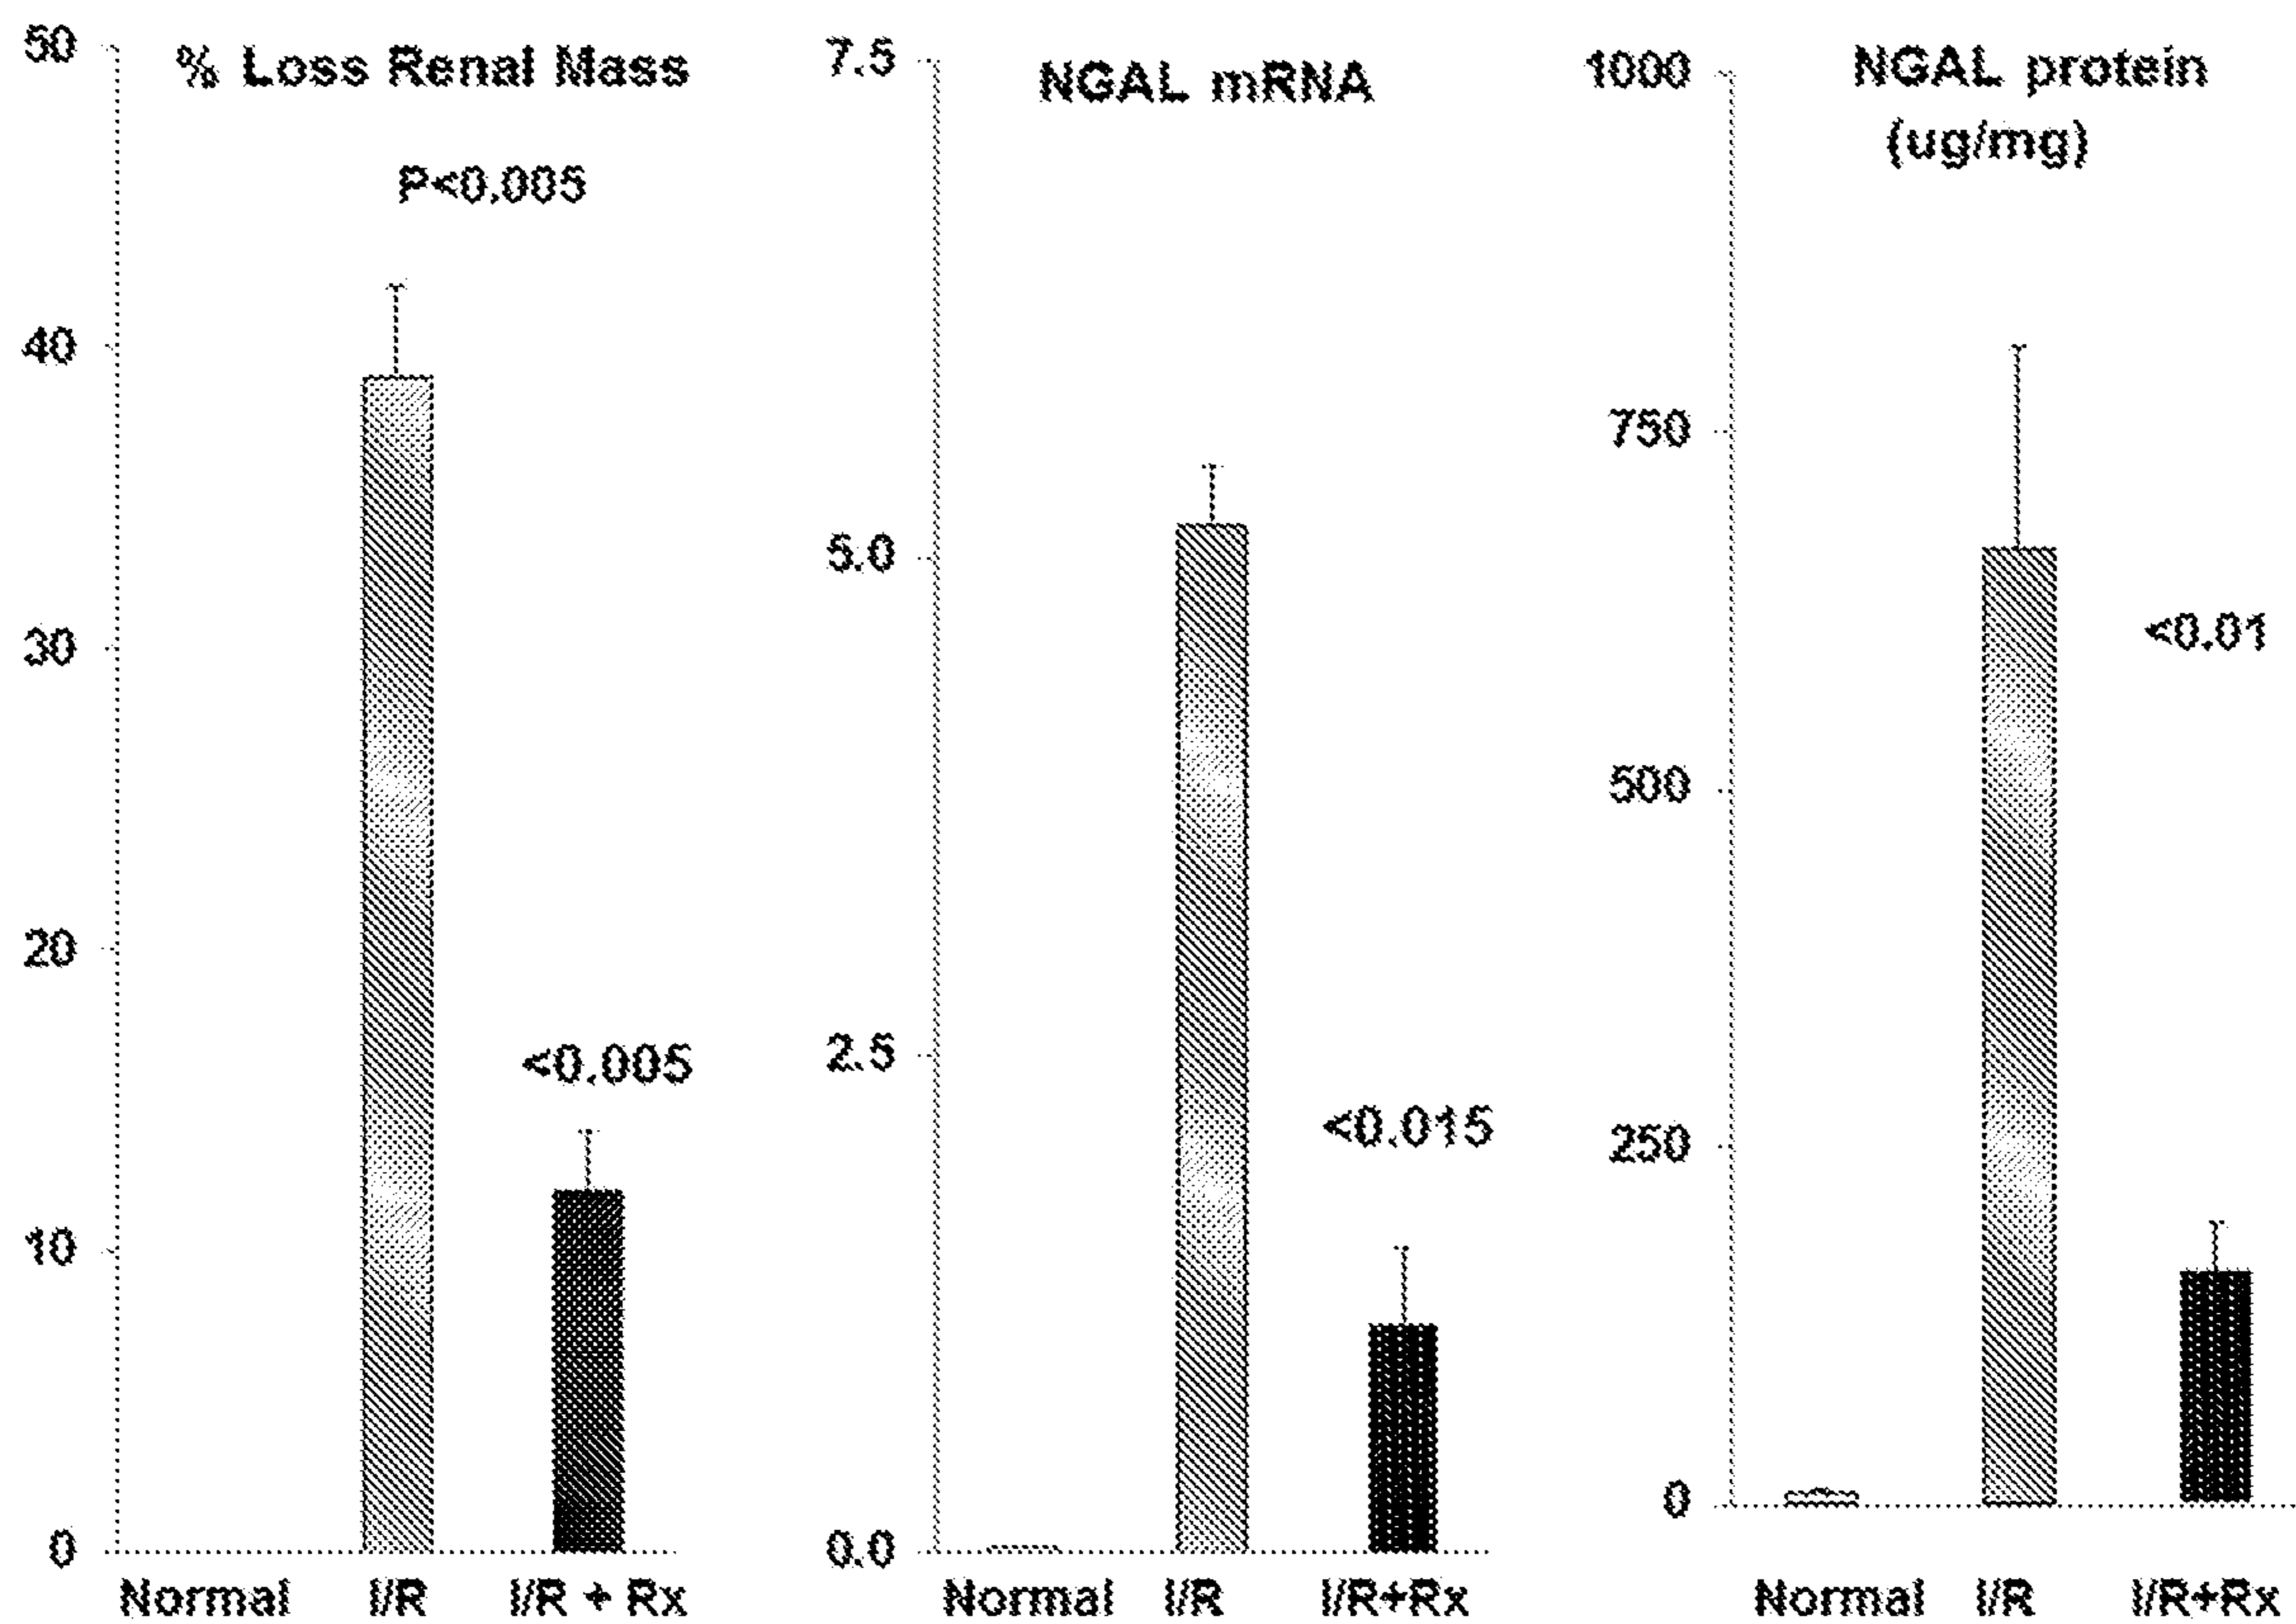 % Loss Renal Mass
P<0.005
<0.005
50
40
30
20
10
0
Normal I/R I/R + Rx
NGAL mRNA
<0.015
7.5
5.0
2.5
0.0
Normal I/R I/R+Rx
NGAL protein
(ug/mg)
<0.01
1000
750
500
250
0
Normal I/R I/R+Rx